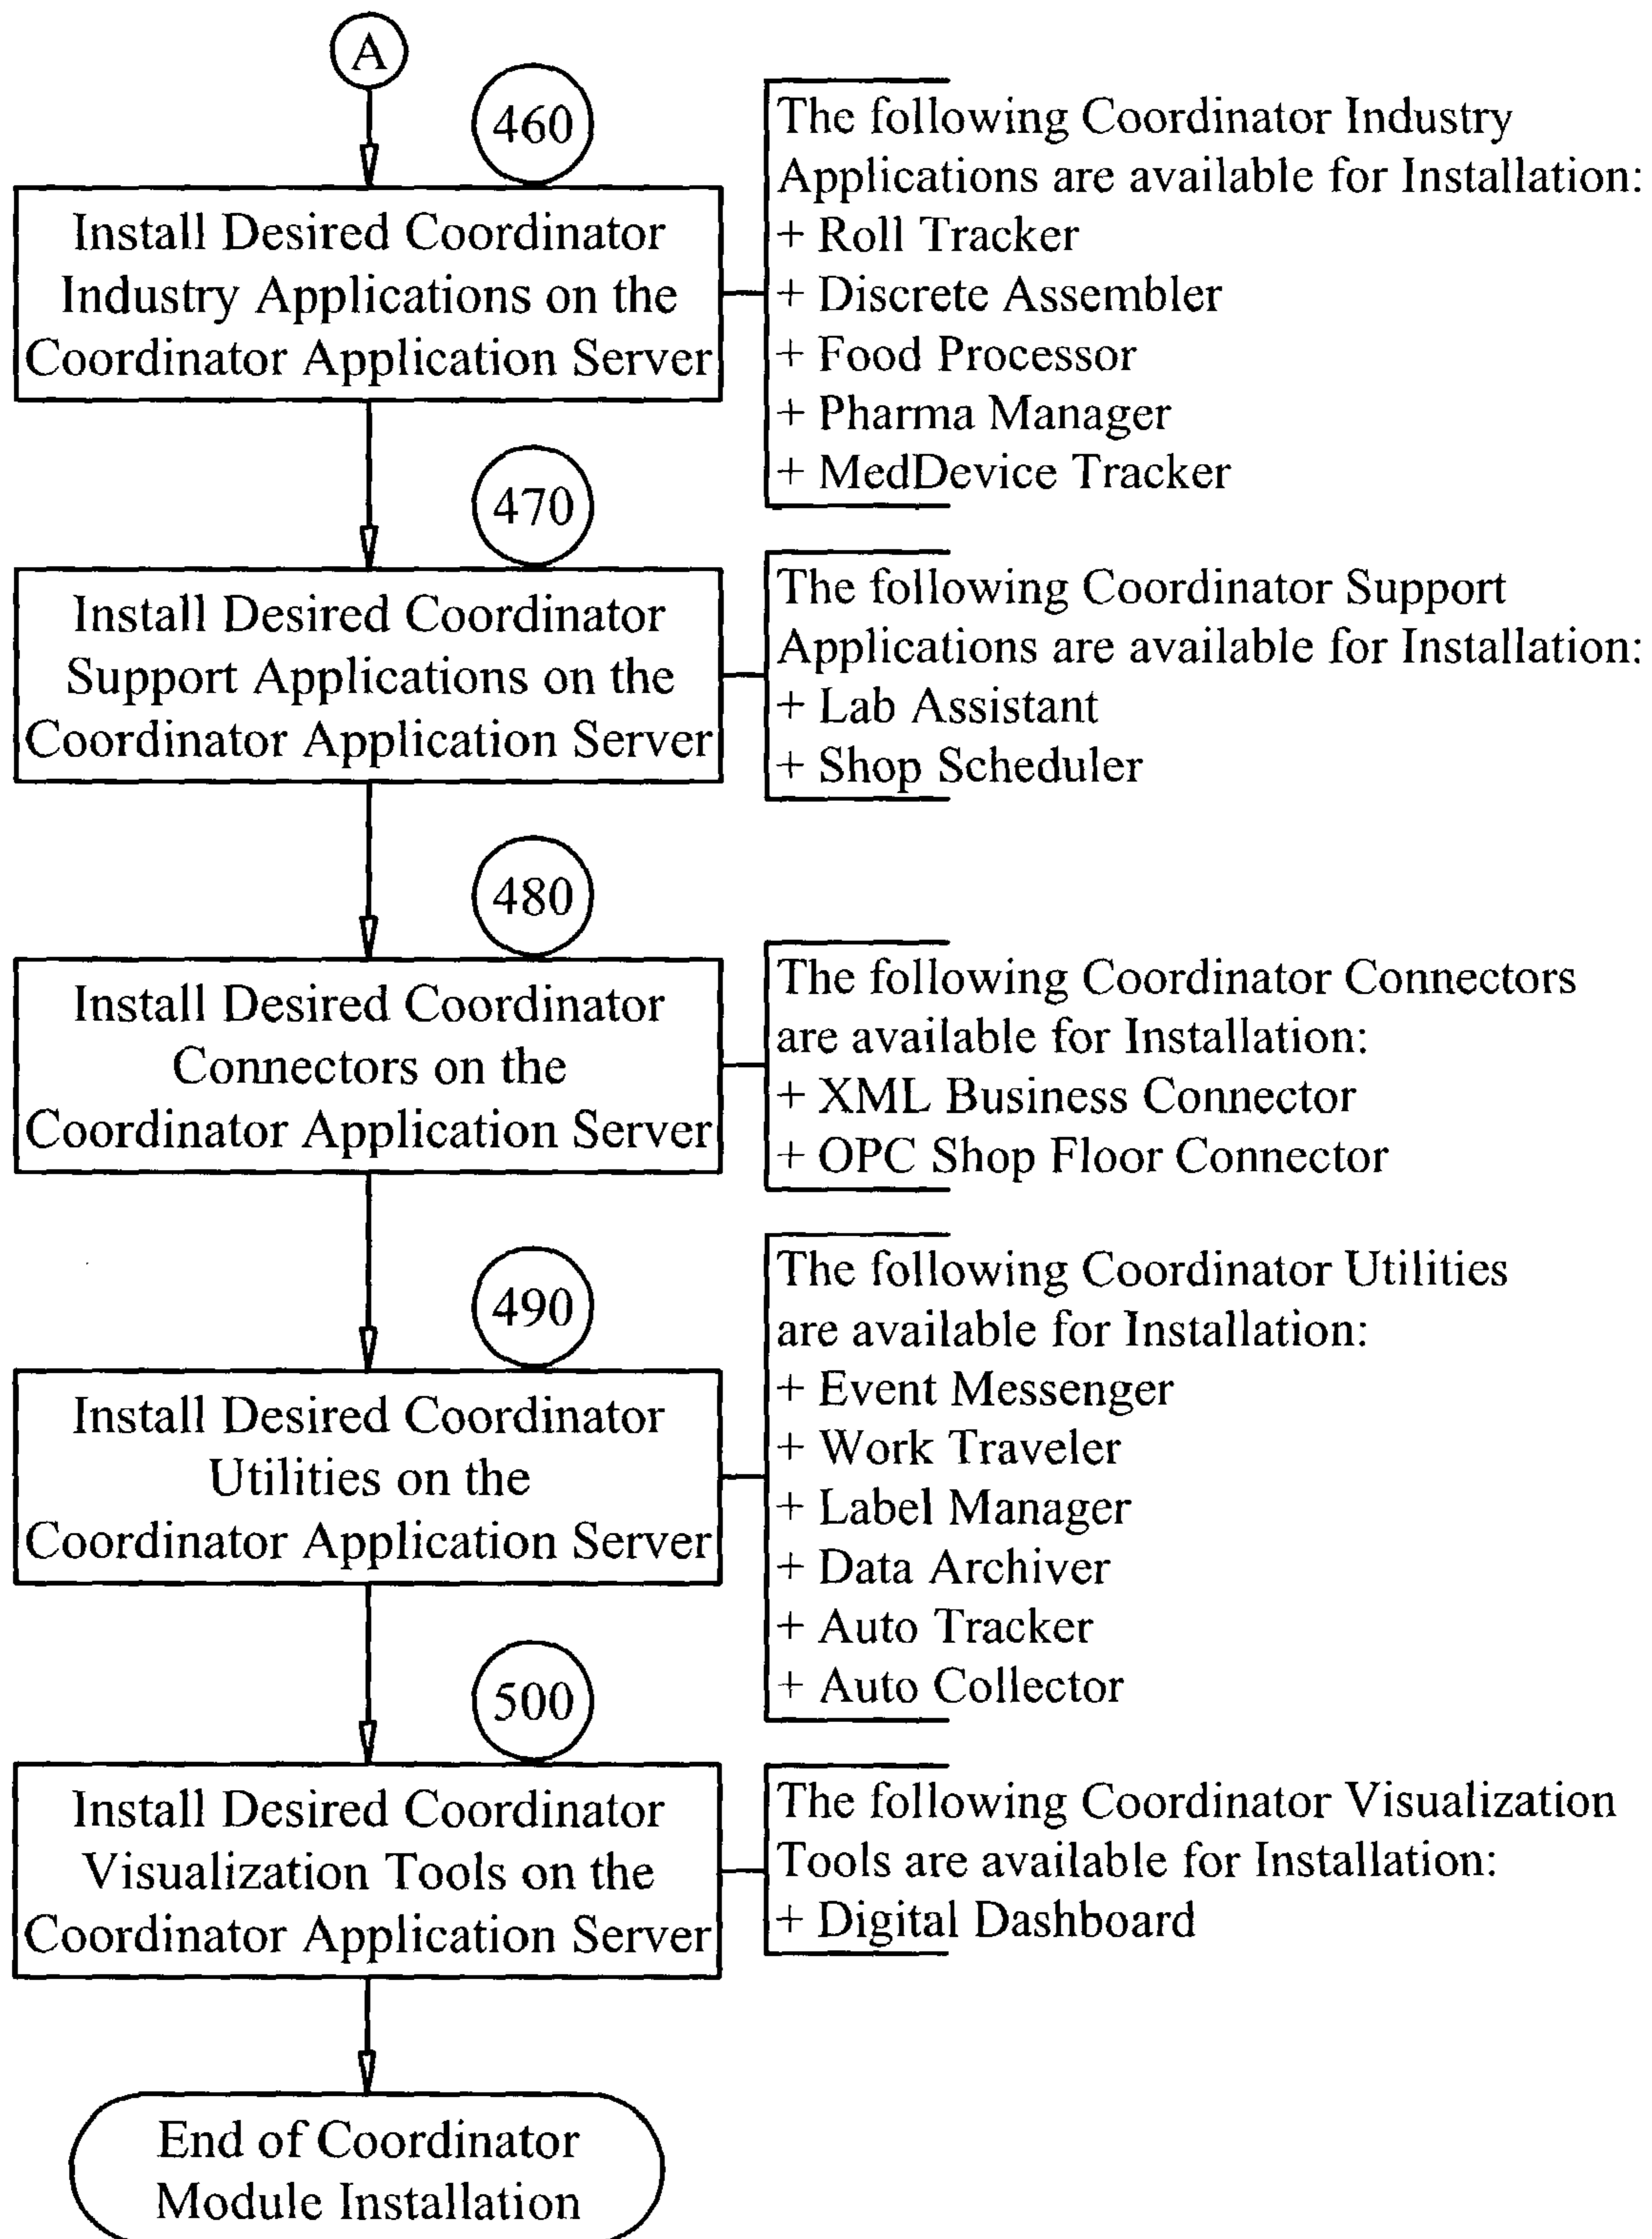 A
460
Install Desired Coordinator
Industry Applications on the
Coordinator Application Server
The following Coordinator Industry
Applications are available for Installation:
+ Roll Tracker
+ Discrete Assembler
+ Food Processor
+ Pharma Manager
+ MedDevice Tracker
470
Install Desired Coordinator
Support Applications on the
Coordinator Application Server
The following Coordinator Support
Applications are available for Installation:
+ Lab Assistant
+ Shop Scheduler
480
Install Desired Coordinator
Connectors on the
Coordinator Application Server
The following Coordinator Connectors
are available for Installation:
+ XML Business Connector
+ OPC Shop Floor Connector
490
Install Desired Coordinator
Utilities on the
Coordinator Application Server
The following Coordinator Utilities
are available for Installation:
+ Event Messenger
+ Work Traveler
+ Label Manager
+ Data Archiver
+ Auto Tracker
+ Auto Collector
500
Install Desired Coordinator
Visualization Tools on the
Coordinator Application Server
The following Coordinator Visualization
Tools are available for Installation:
+ Digital Dashboard
End of Coordinator
Module Installation